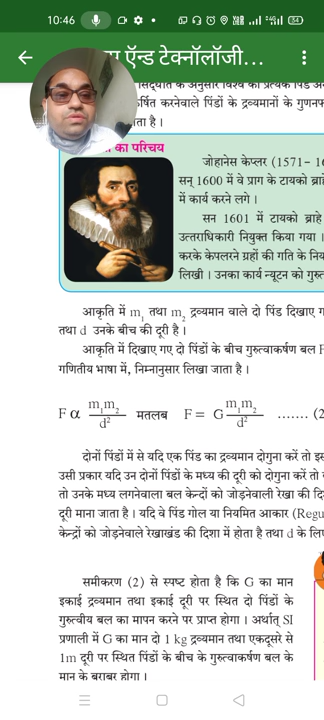 10:46
84
ऍन्ड टेक्नॉलॉजी...
के अनुसार विश्व का प्रत्येक पिंड
करनेवाले पिंडों के द्रव्यमानों के
है ।
का परिचय
जोहानेस केप्लर (1571-
सन् 1600 में वे प्राग के टायको
में कार्य करने लगे ।
सन 1601 में टायको
उत्तराधिकारी नियुक्त किया गया ।
करके केपलरने ग्रहों की गति के
लिखी । उनका कार्य न्यूटन को
आकृति में m₁ तथा m₂ द्रव्यमान वाले दो पिंड दिखाए
तथा d उनके बीच की दूरी है ।
आकृति में दिखाए गए दो पिंडों के बीच गुरुत्वाकर्षण बल
गणितीय भाषा में, निम्नानुसार लिखा जाता है ।
F α m₁m₂/d² मतलब F = G m₁m₂/d² ....... (2
दोनों पिंडों में से यदि एक पिंड का द्रव्यमान दोगुना करें तो
उसी प्रकार यदि उन दोनों पिंडों के मध्य की दूरी को दोगुना करें तो
तो उनके मध्य लगनेवाला बल केन्दों को जोड़नेवाली रेखा की
दूरी माना जाता है । यदि वे पिंड गोल या नियमित आकार (Regu
केन्द्रों को जोड़नेवाले रेखाखंड की दिशा में होता है तथा d के
समीकरण (2) से स्पष्ट होता है कि G का मान
इकाई द्रव्यमान तथा इकाई दूरी पर स्थित दो पिंडों के
गुरुत्वीय बल का मापन करने पर प्राप्त होगा । अर्थात् SI
प्रणाली में G का मान दो 1 kg द्रव्यमान तथा एकदूसरे से
1m दूरी पर स्थित पिंडों के बीच के गुरुत्वाकर्षण बल के
मान के बराबर होगा ।